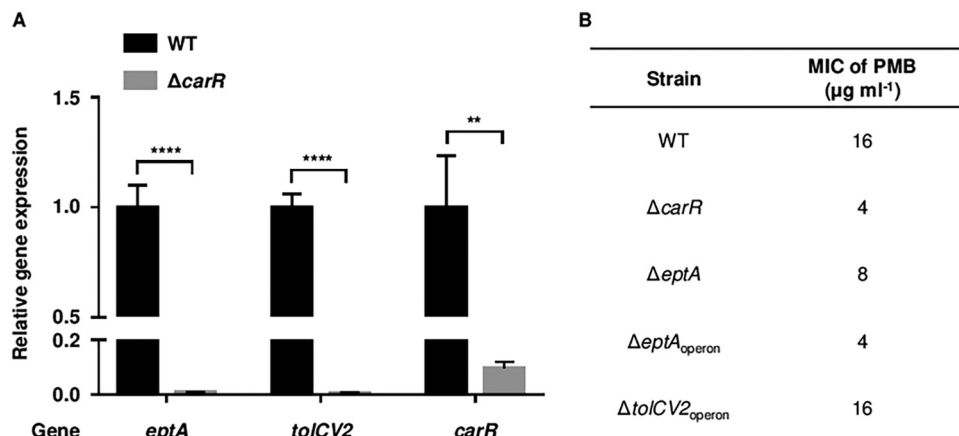 A
WT
ΔcarR
Relative gene expression
1.5
1.0
0.5
0.2
0.0
****
****
**
Gene eptA tolCV2 carR
B
Strain MIC of PMB (µg ml-1)
WT 16
ΔcarR 4
ΔeptA 8
ΔeptAoperon 4
ΔtolCV2operon 16